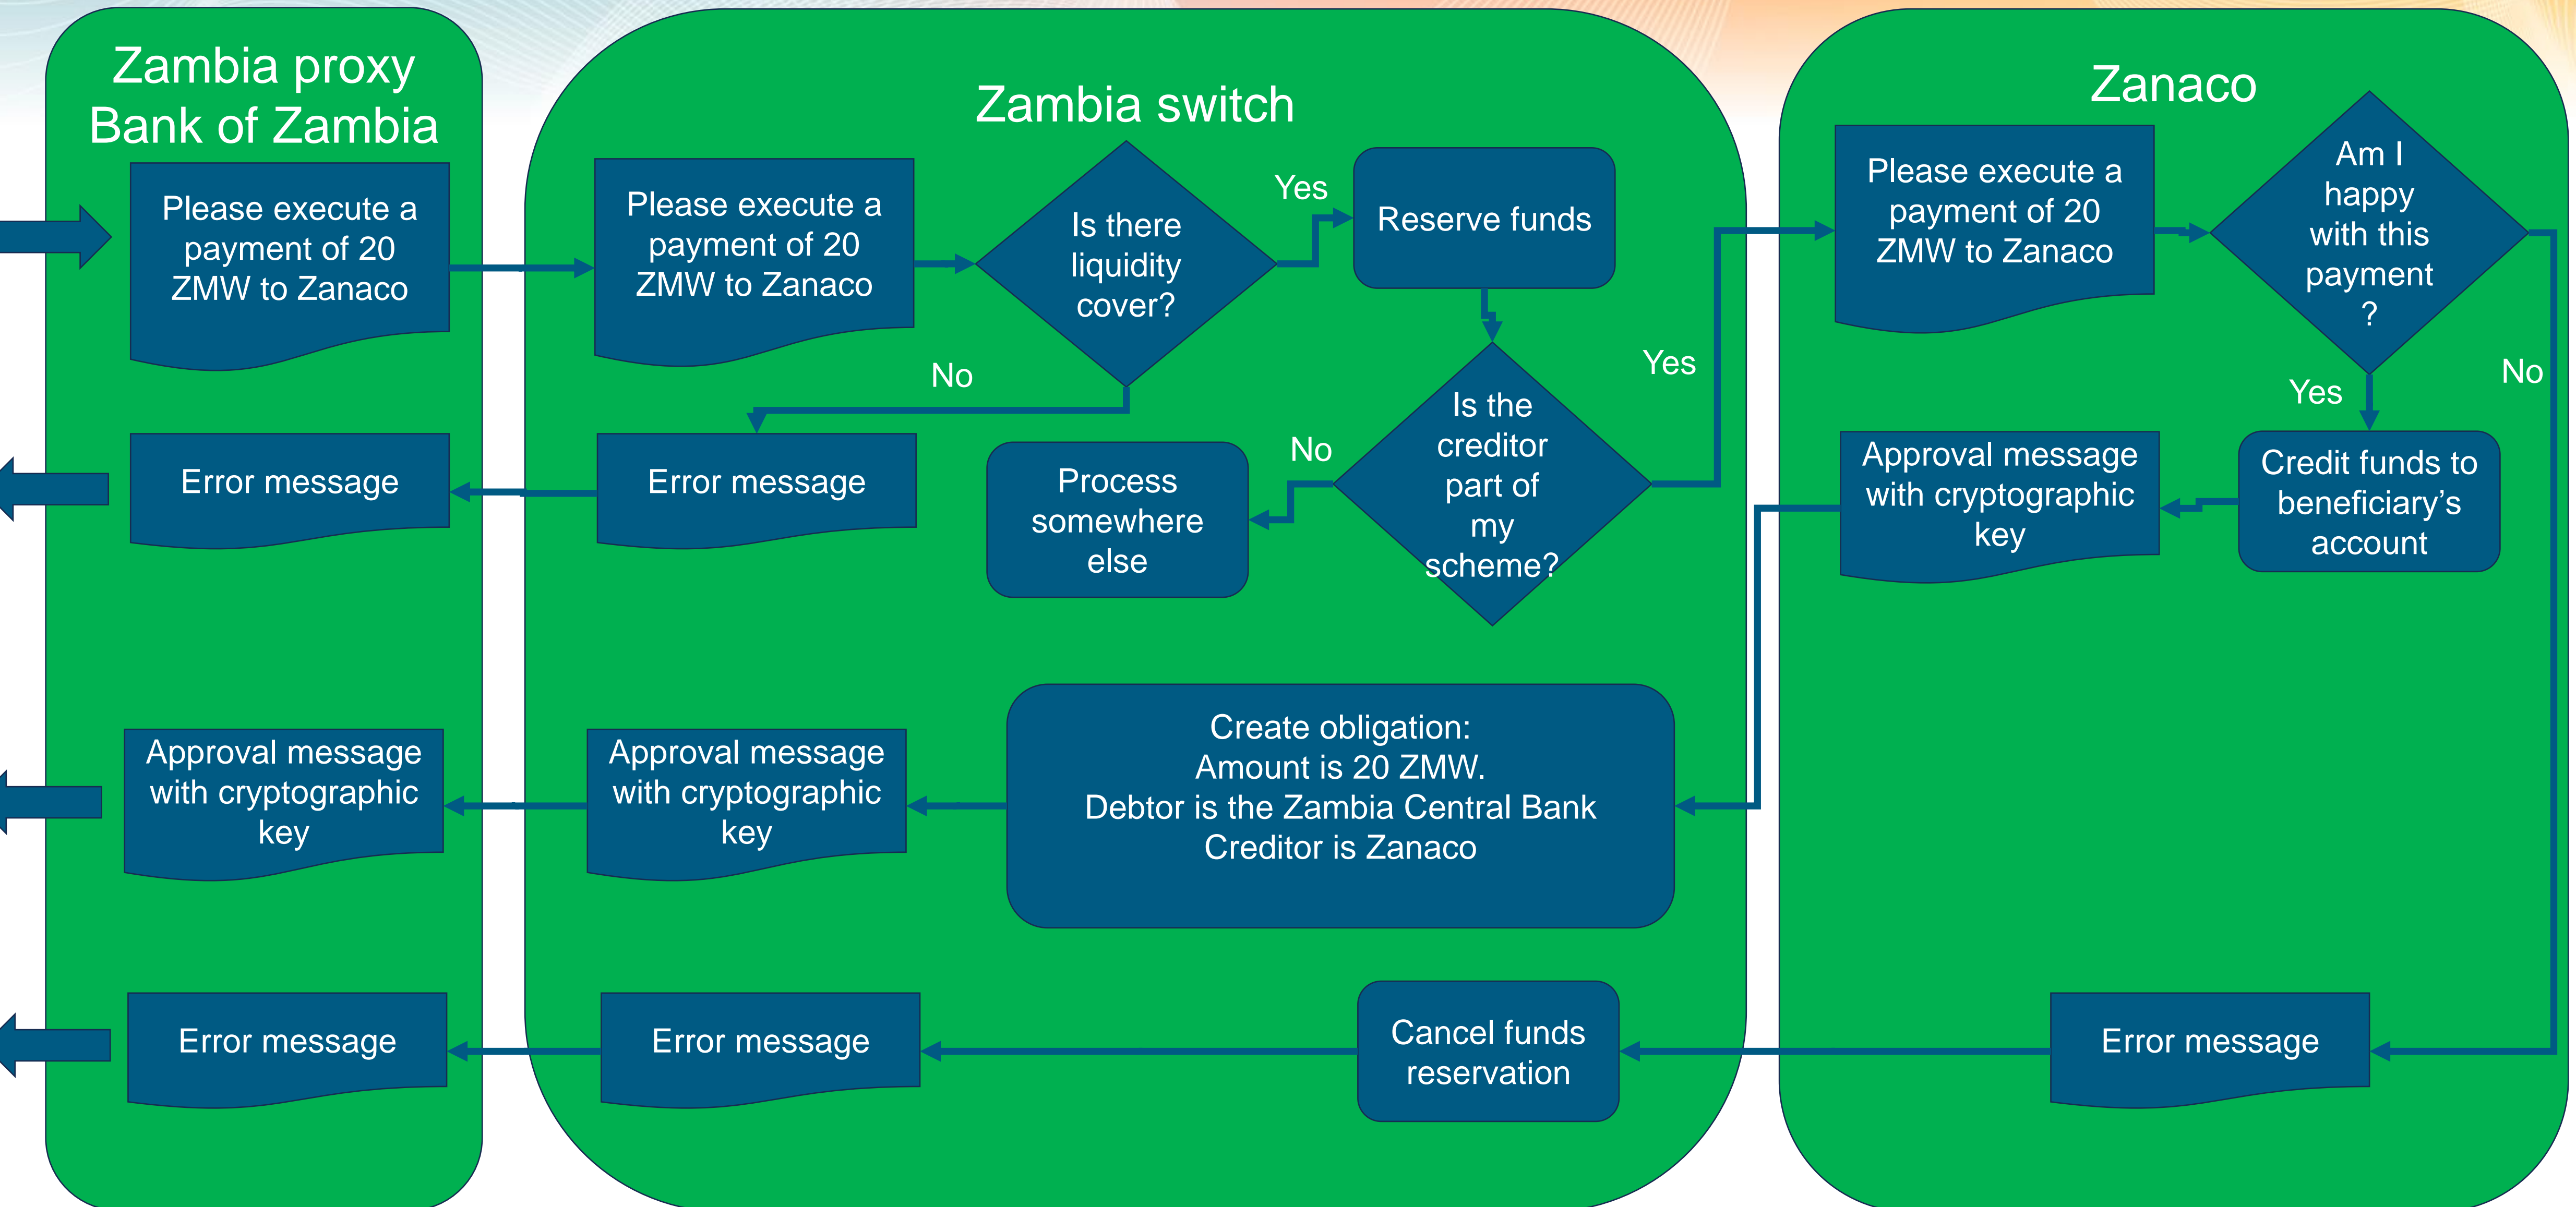 Zambia proxy
Bank of Zambia
Please execute a
payment of 20
ZMW to Zanaco
Error message
Approval message
with cryptographic
key
Error message
Zambia switch
Please execute a
payment of 20
ZMW to Zanaco
Is there
liquidity
cover?
Yes
Reserve funds
No
Error message
Process
somewhere
else
No
Is the
creditor
part of
my
scheme?
Yes
Approval message
with cryptographic
key
Create obligation:
Amount is 20 ZMW.
Debtor is the Zambia Central Bank
Creditor is Zanaco
Error message
Cancel funds
reservation
Zanaco
Please execute a
payment of 20
ZMW to Zanaco
Am I
happy
with this
payment
?
Yes
No
Approval message
with cryptographic
key
Credit funds to
beneficiary’s
account
Error message